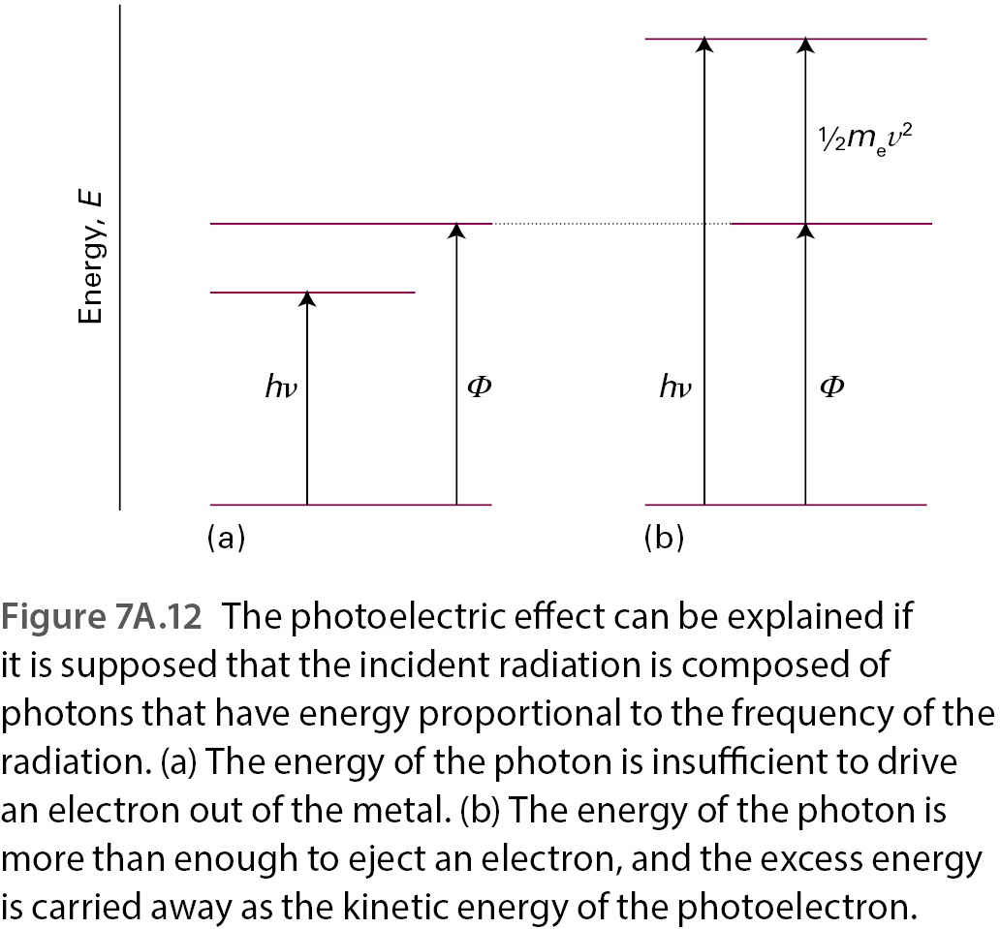 Energy, E
½mₑv²
hν
Φ
hν
Φ
(a)
(b)
Figure 7A.12 The photoelectric effect can be explained if
it is supposed that the incident radiation is composed of
photons that have energy proportional to the frequency of the
radiation. (a) The energy of the photon is insufficient to drive
an electron out of the metal. (b) The energy of the photon is
more than enough to eject an electron, and the excess energy
is carried away as the kinetic energy of the photoelectron.